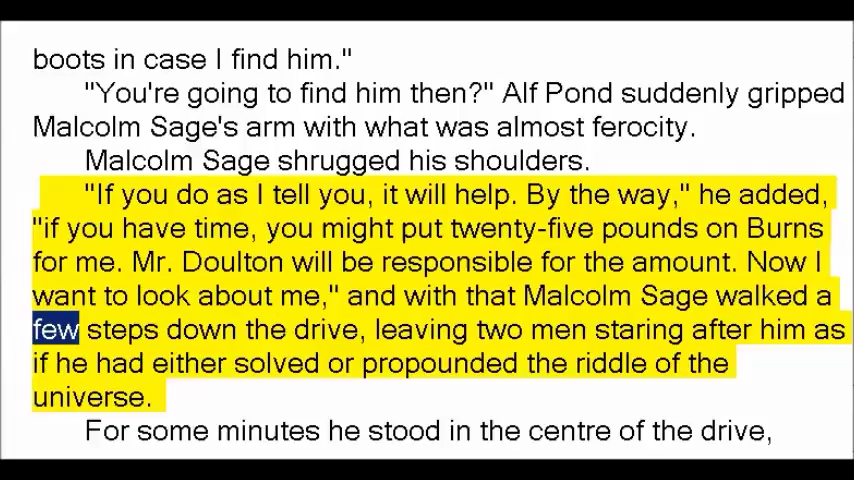 boots in case I find him."
"You're going to find him then?" Alf Pond suddenly gripped
Malcolm Sage's arm with what was almost ferocity.
Malcolm Sage shrugged his shoulders.
"If you do as I tell you, it will help. By the way," he added,
"if you have time, you might put twenty-five pounds on Burns
for me. Mr. Doulton will be responsible for the amount. Now I
want to look about me," and with that Malcolm Sage walked a
few steps down the drive, leaving two men staring after him as
if he had either solved or propounded the riddle of the
universe.
For some minutes he stood in the centre of the drive,